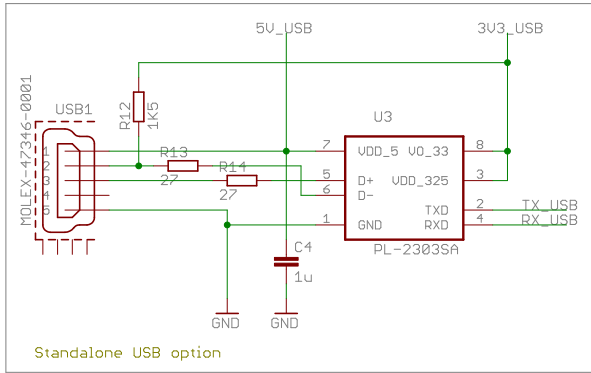 5V_USB
3V3_USB
MOLEX-47346-0001
USB1
R12
1K5
U3
1
2
3
4
5
R13
27
R14
27
7
5
6
1
VDD_5
D+
D-
GND
VO_33
VDD_325
TXD
RXD
8
3
2
4
TX_USB
RX_USB
PL-2303SA
C4
1u
GND
GND
Standalone USB option